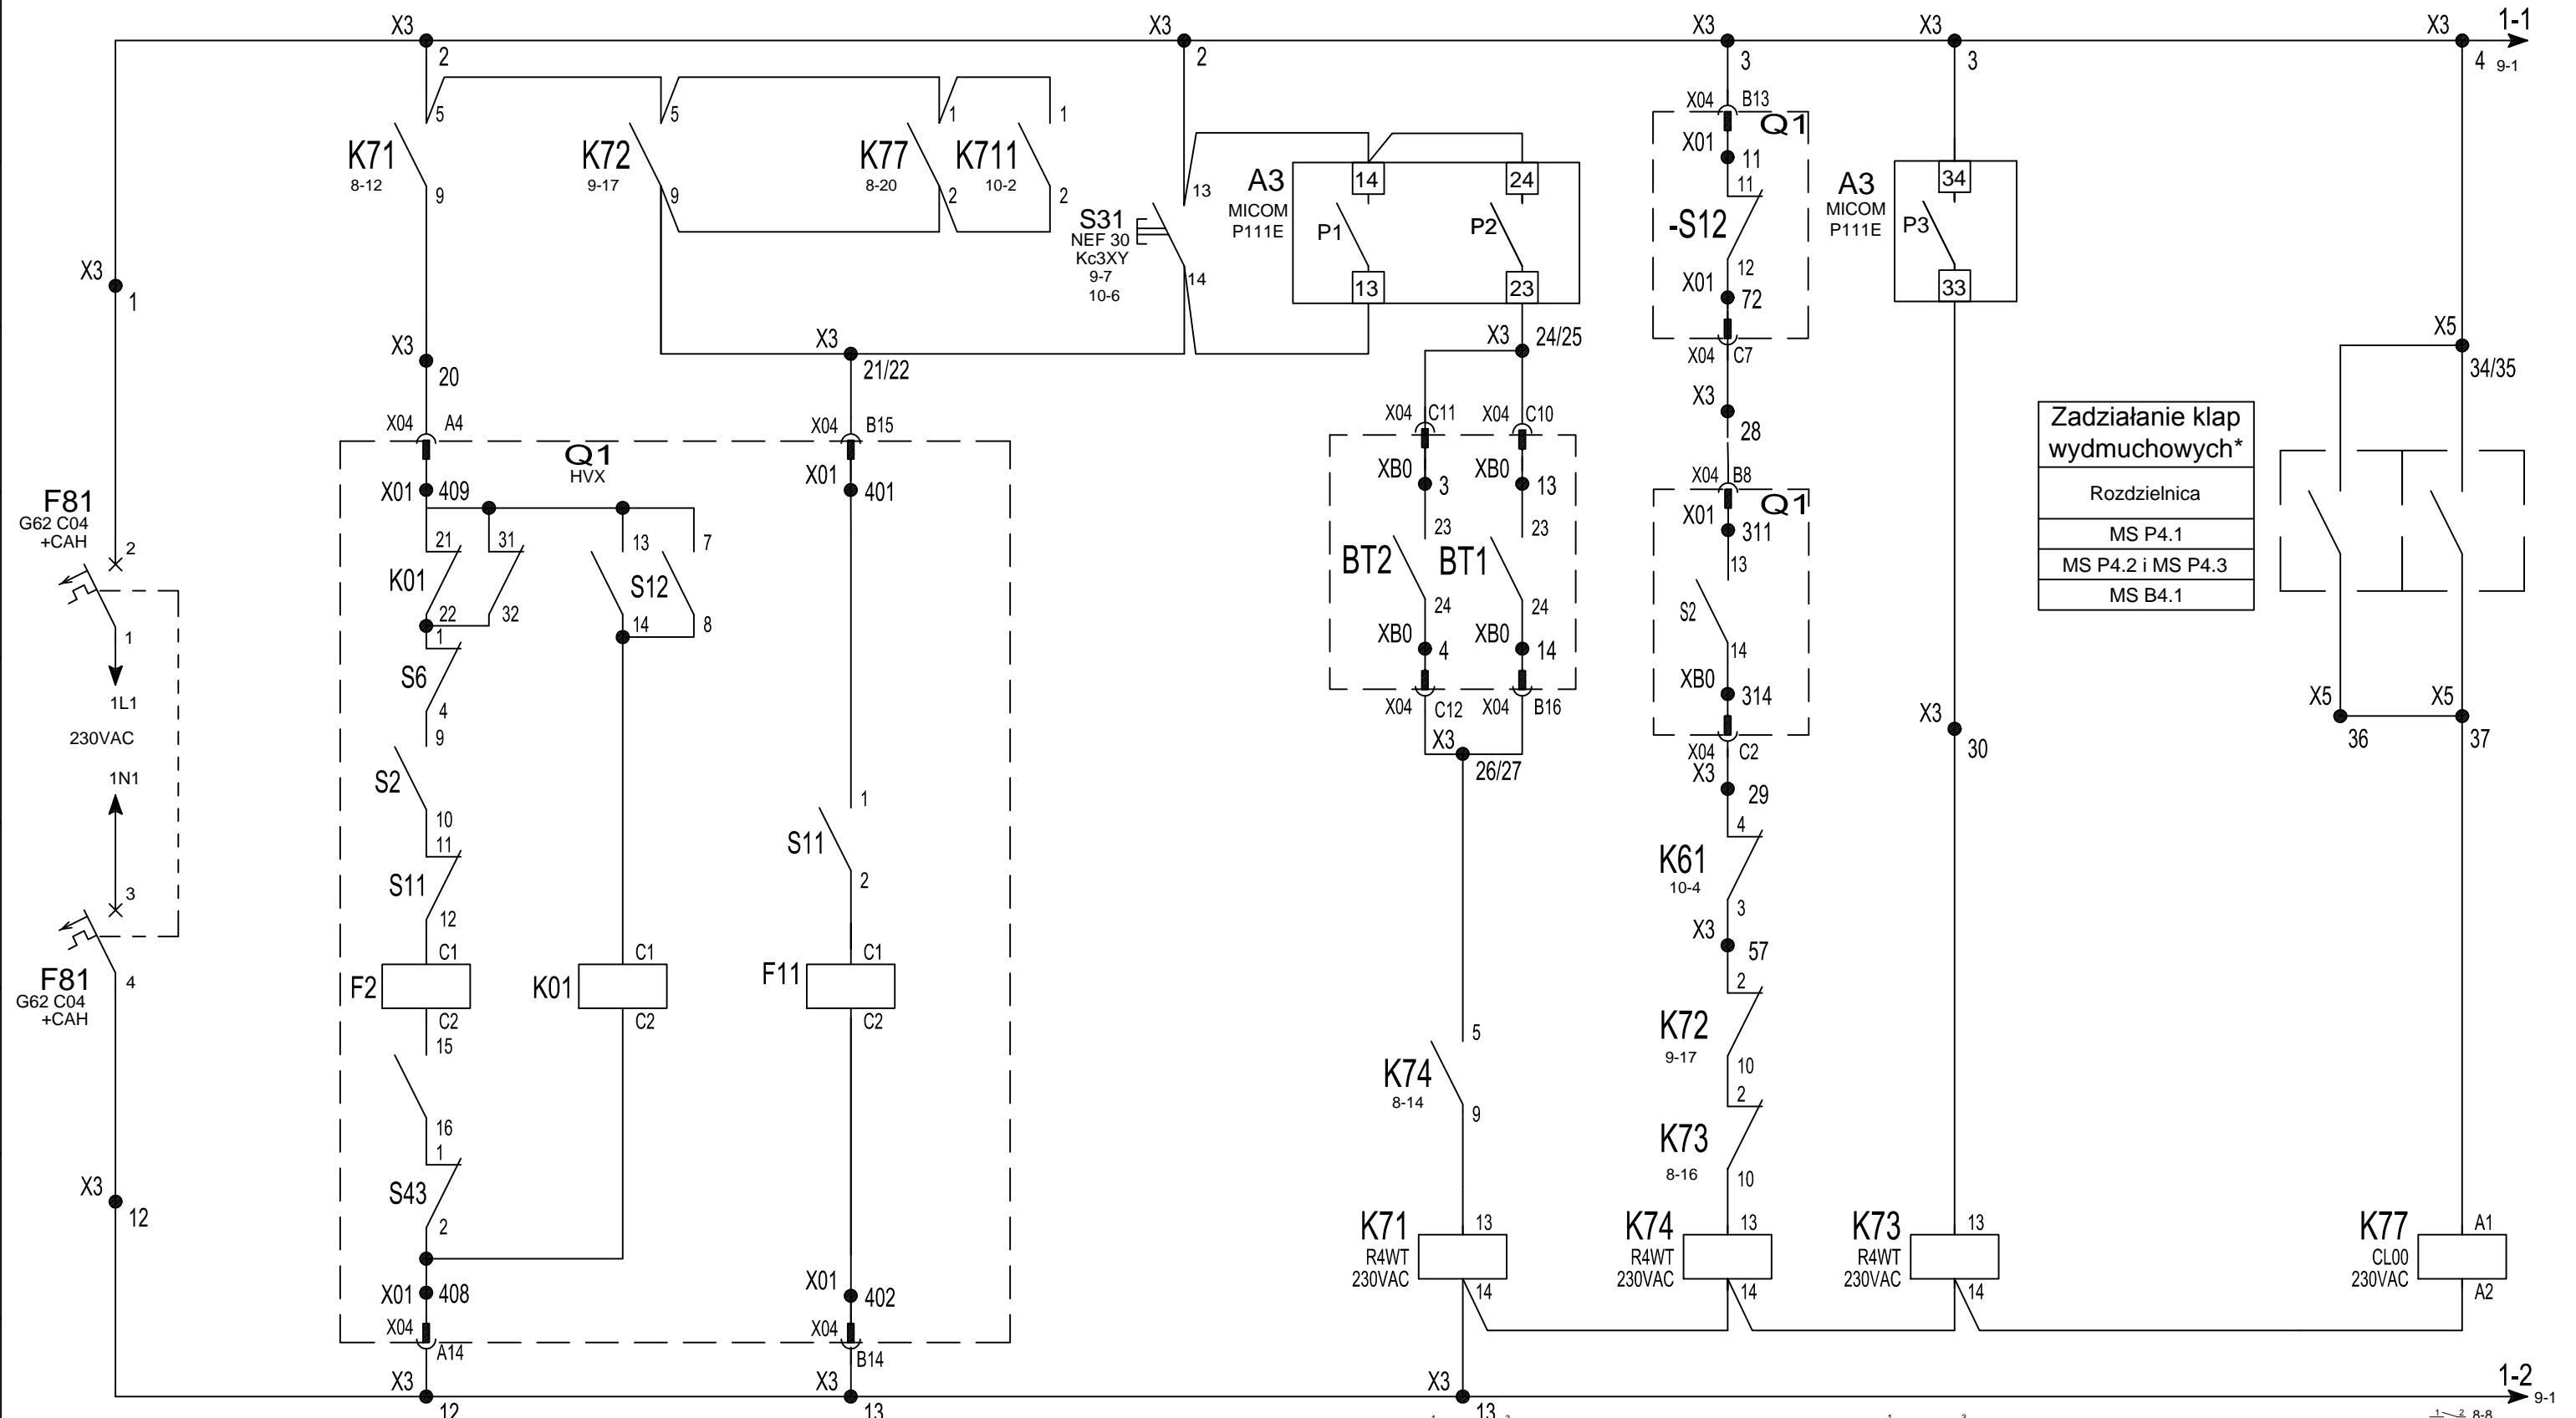 X3
X3
X3
X3
X3
1-1
2
2
3
3
4
9-1
5
5
1
1
K71
8-12
K72
9-17
K77
8-20
K711
10-2
9
9
2
2
S31
NEF 30
Kc3XY
9-7
10-6
13
14
A3
MICOM
P111E
14
24
P1
P2
13
23
X04
B13
Q1
X01
11
11
-S12
12
X01
72
X04
C7
A3
MICOM
P111E
34
P3
33
X3
1
X3
20
X3
21/22
X3
24/25
X3
28
X5
34/35
X04
A4
X04
B15
X04
C11
X04
C10
X04
B8
Q1
HVX
X01
409
X01
401
XB0
3
XB0
13
Q1
X01
311
Zadziałanie klap
wydmuchowych*
Rozdzielnica
MS P4.1
MS P4.2 i MS P4.3
MS B4.1
F81
G62 C04
+CAH
2
1
1L1
230VAC
1N1
3
F81
G62 C04
+CAH
4
21
31
13
7
K01
S12
22
32
14
8
1
S6
4
9
S2
10
11
S11
12
C1
F2
C2
C1
K01
C2
1
S11
2
C1
F11
C2
15
16
1
S43
2
23
23
BT2
BT1
24
24
XB0
4
XB0
14
X04
C12
X04
B16
X3
26/27
13
S2
14
XB0
314
X04
C2
X3
29
4
K61
10-4
3
X3
57
2
K72
9-17
10
2
K73
8-16
10
X3
30
X5
36
X5
37
5
K74
8-14
9
X3
12
K71
R4WT
230VAC
13
14
K74
R4WT
230VAC
13
14
K73
R4WT
230VAC
13
14
K77
CL00
230VAC
A1
A2
X01
408
X01
402
X04
A14
X04
B14
X3
12
X3
13
X3
13
1-2
9-1
1
2
1
3
1
2
8-8